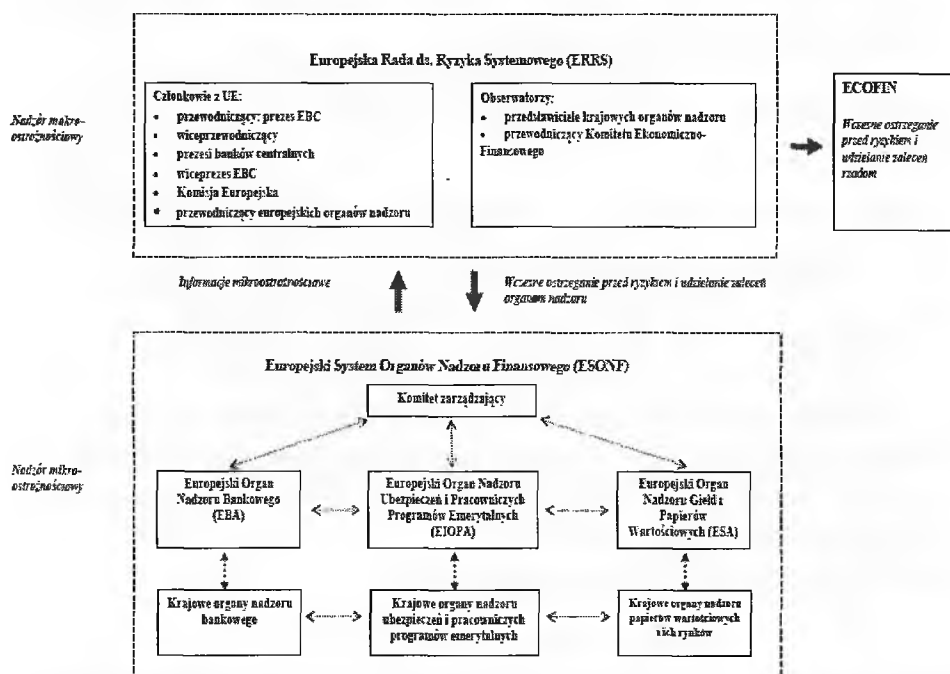 Europejska Rada ds. Ryzyka Systemowego (ERRS)
Nadzór makro-
ostrożnościowy
Członkowie z UE:
• przewodniczący: prezes EBC
• wiceprzewodniczący
• prezesi banków centralnych
• wiceprezes EBC
• Komisja Europejska
• przewodniczący europejskich organów nadzoru
Obserwatorzy:
• przedstawiciele krajowych organów nadzoru
• przewodniczący Komitetu Ekonomiczno-
Finansowego
ECOFIN
Wczesne ostrzeganie
przed ryzykiem i
udzielanie zaleceń
rządom
Informacje mikroostrożnościowe
Wczesne ostrzeganie przed ryzykiem i udzielanie zaleceń
organom nadzoru
Europejski System Organów Nadzoru Finansowego (ESONF)
Komitet zarządzający
Nadzór mikro-
ostrożnościowy
Europejski Organ
Nadzoru Bankowego
(EBA)
Europejski Organ Nadzoru
Ubezpieczeń i Pracowniczych
Programów Emerytalnych
(EIOPA)
Europejski Organ
Nadzoru Giełd i
Papierów
Wartościowych (ESA)
Krajowe organy nadzoru
bankowego
Krajowe organy nadzoru
ubezpieczeń i pracowniczych
programów emerytalnych
Krajowe organy nadzoru
papierów wartościowych
i ich rynków